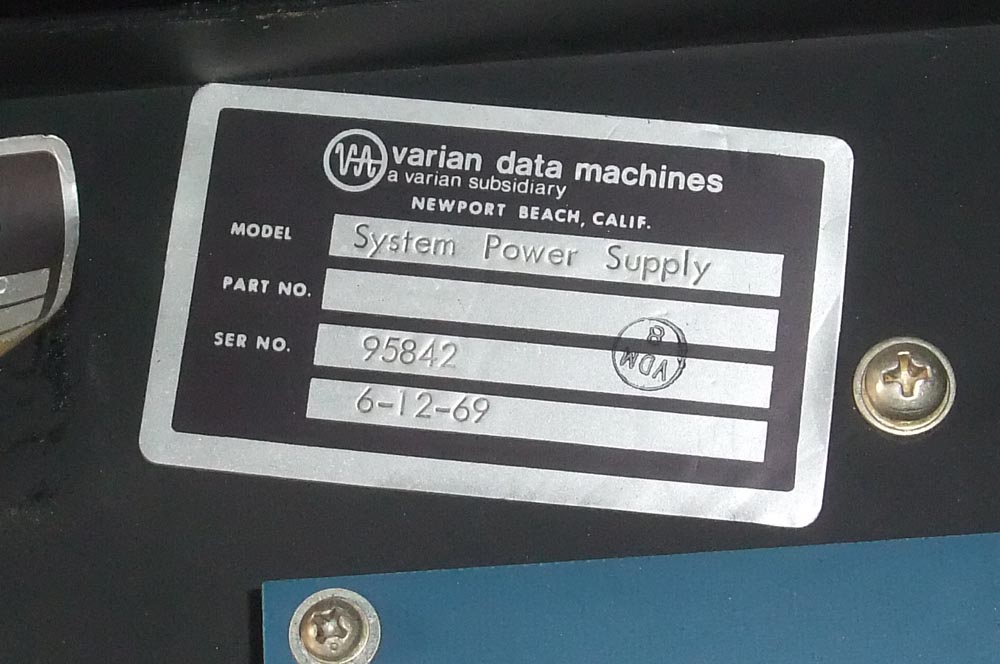 varian data machines
a varian subsidiary
NEWPORT BEACH, CALIF.
MODEL System Power Supply
PART NO.
SER NO. 95842
6-12-69
VDM
8